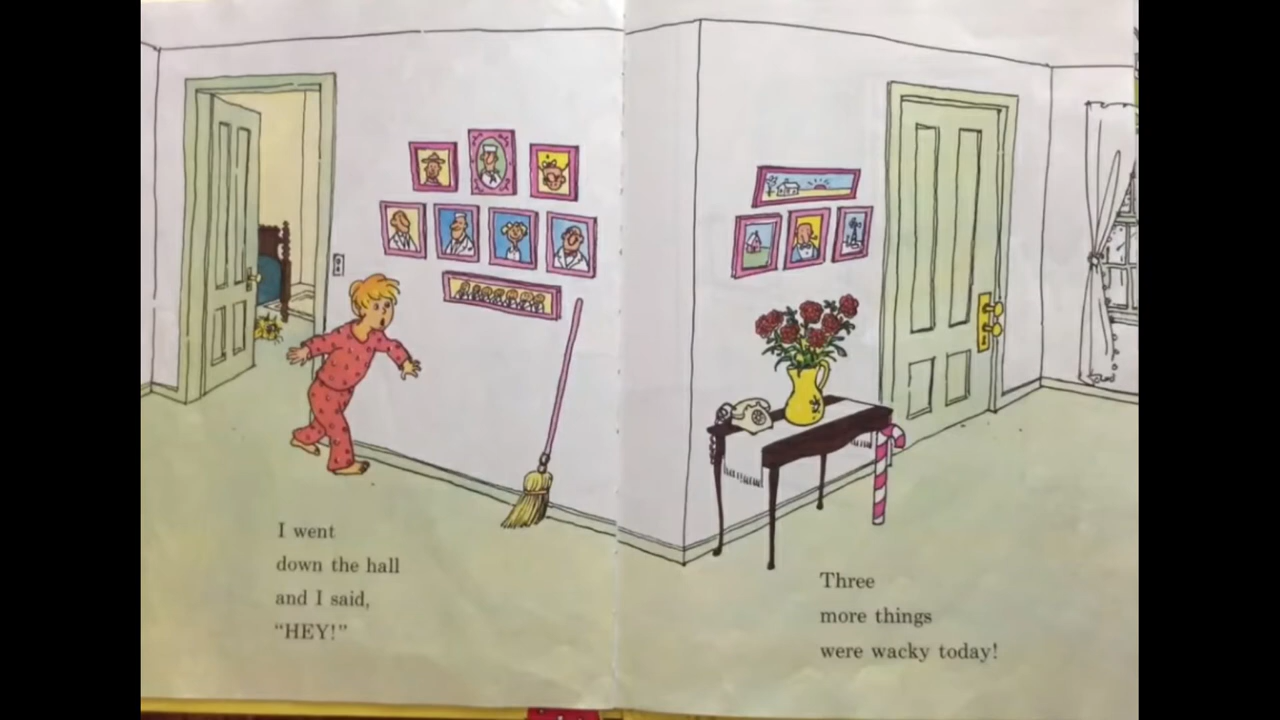 I went
down the hall
and I said,
“HEY!”
Three
more things
were wacky today!